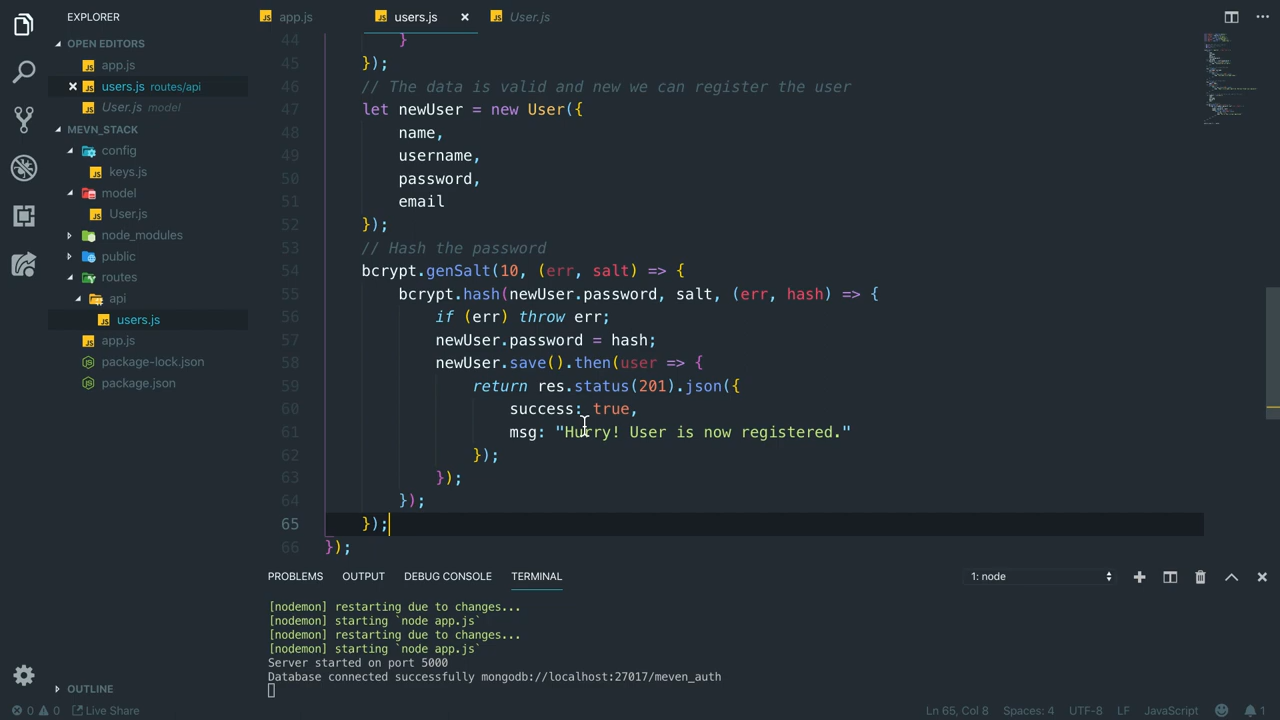 EXPLORER
OPEN EDITORS
app.js
users.js routes/api
User.js model
MEVN_STACK
config
keys.js
model
User.js
node_modules
public
routes
api
users.js
app.js
package-lock.json
package.json
OUTLINE
app.js users.js User.js
44 }
45 });
46 // The data is valid and new we can register the user
47 let newUser = new User({
48 name,
49 username,
50 password,
51 email
52 });
53 // Hash the password
54 bcrypt.genSalt(10, (err, salt) => {
55 bcrypt.hash(newUser.password, salt, (err, hash) => {
56 if (err) throw err;
57 newUser.password = hash;
58 newUser.save().then(user => {
59 return res.status(201).json({
60 success: true,
61 msg: "Hurry! User is now registered."
62 });
63 });
64 });
65 });
66 });
PROBLEMS OUTPUT DEBUG CONSOLE TERMINAL 1: node
[nodemon] restarting due to changes...
[nodemon] starting `node app.js`
[nodemon] restarting due to changes...
[nodemon] starting `node app.js`
Server started on port 5000
Database connected successfully mongodb://localhost:27017/meven_auth
0 0 Live Share Ln 65, Col 8 Spaces: 4 UTF-8 LF JavaScript 1